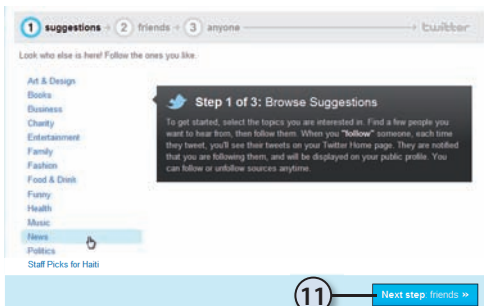 1 suggestions 2 friends 3 anyone twitter
Look who else is here! Follow the ones you like.
Art & Design
Books
Business
Charity
Entertainment
Family
Fashion
Food & Drink
Funny
Health
Music
News
Politics
Staff Picks for Haiti
Step 1 of 3: Browse Suggestions
To get started, select the topics you are interested in. Find a few people you
want to hear from, then follow them. When you "follow" someone, each time
they tweet, you'll see their tweets on your Twitter Home page. They are notified
that you are following them, and will be displayed on your public profile. You
can follow or unfollow sources anytime.
11
Next step: friends »